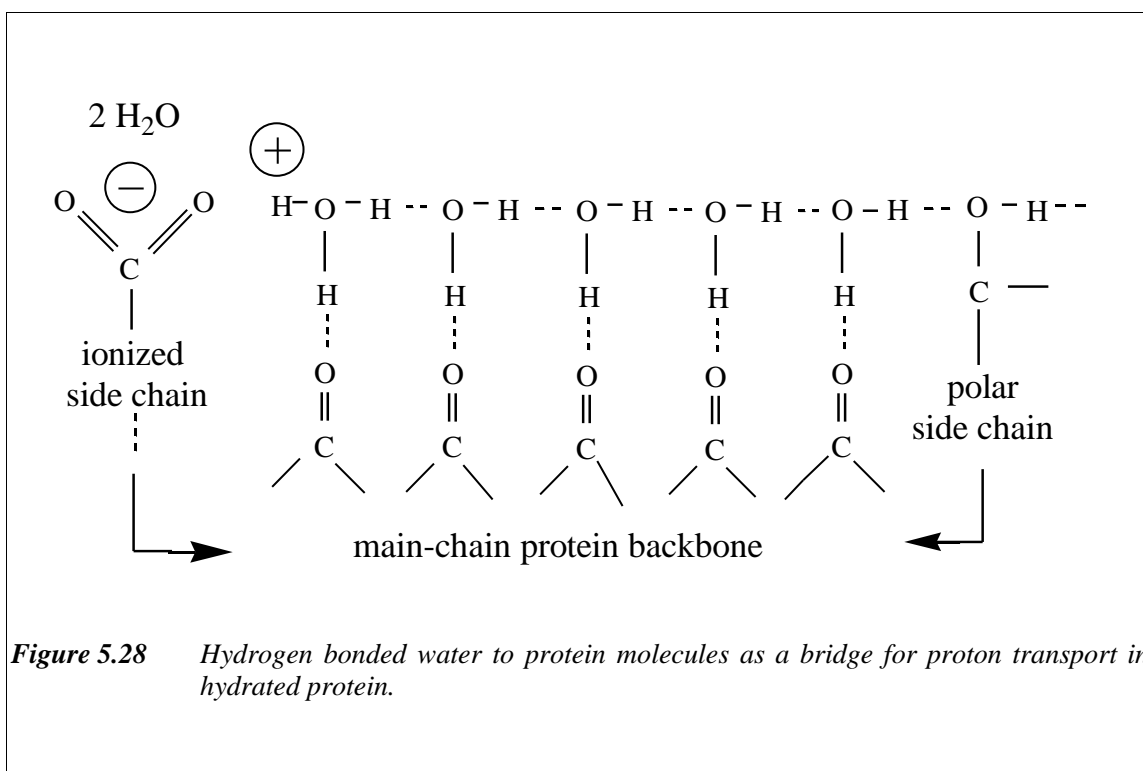 2 H₂O
+
−
O O H–O–H--O–H--O–H--O–H--O–H--O–H--
C H H H H H C
ionized
side chain
O O O O O
polar
side chain
C C C C C
main-chain protein backbone
Figure 5.28 Hydrogen bonded water to protein molecules as a bridge for proton transport in
hydrated protein.